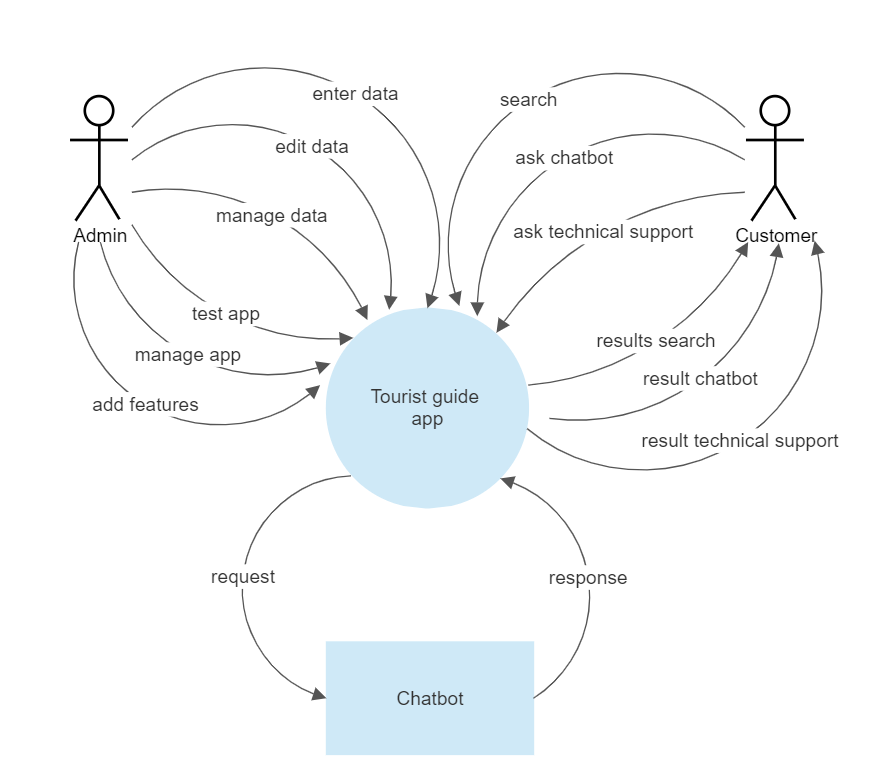 enter data
search
edit data
ask chatbot
manage data
ask technical support
Admin
Customer
test app
results search
manage app
result chatbot
add features
Tourist guide
app
result technical support
request
response
Chatbot